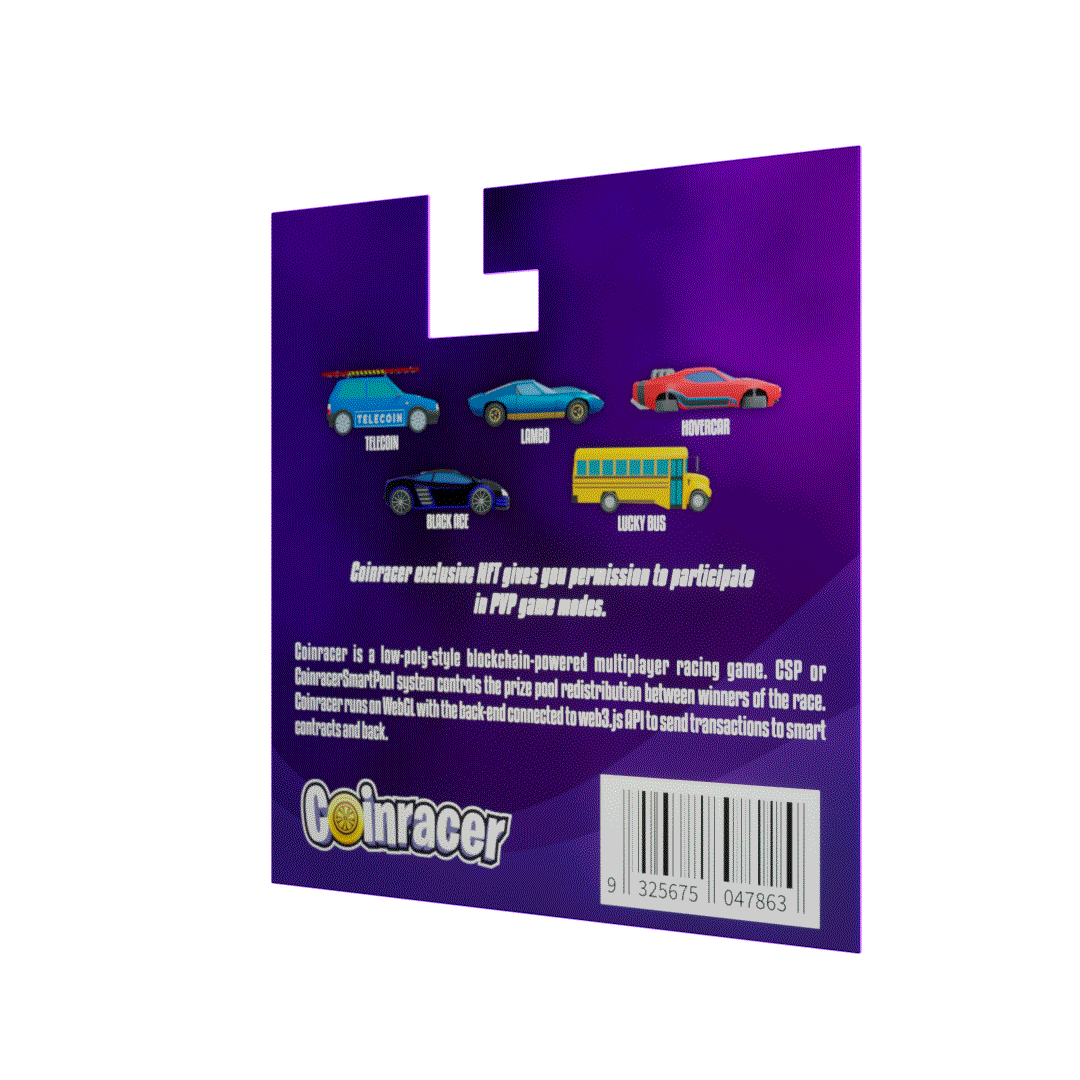 TELECOIN
TELECOIN
LAMBO
HOVERCAR
BLACK ACE
LUCKY BUS
Coinracer exclusive NFT gives you permission to participate
in PVP game modes.
Coinracer is a low-poly-style blockchain-powered multiplayer racing game. CSP or
CoinracerSmartPool system controls the prize pool redistribution between winners of the race.
Coinracer runs on WebGL with the back-end connected to web3.js API to send transactions to smart
contracts and back.
Coinracer
9 325675 047863